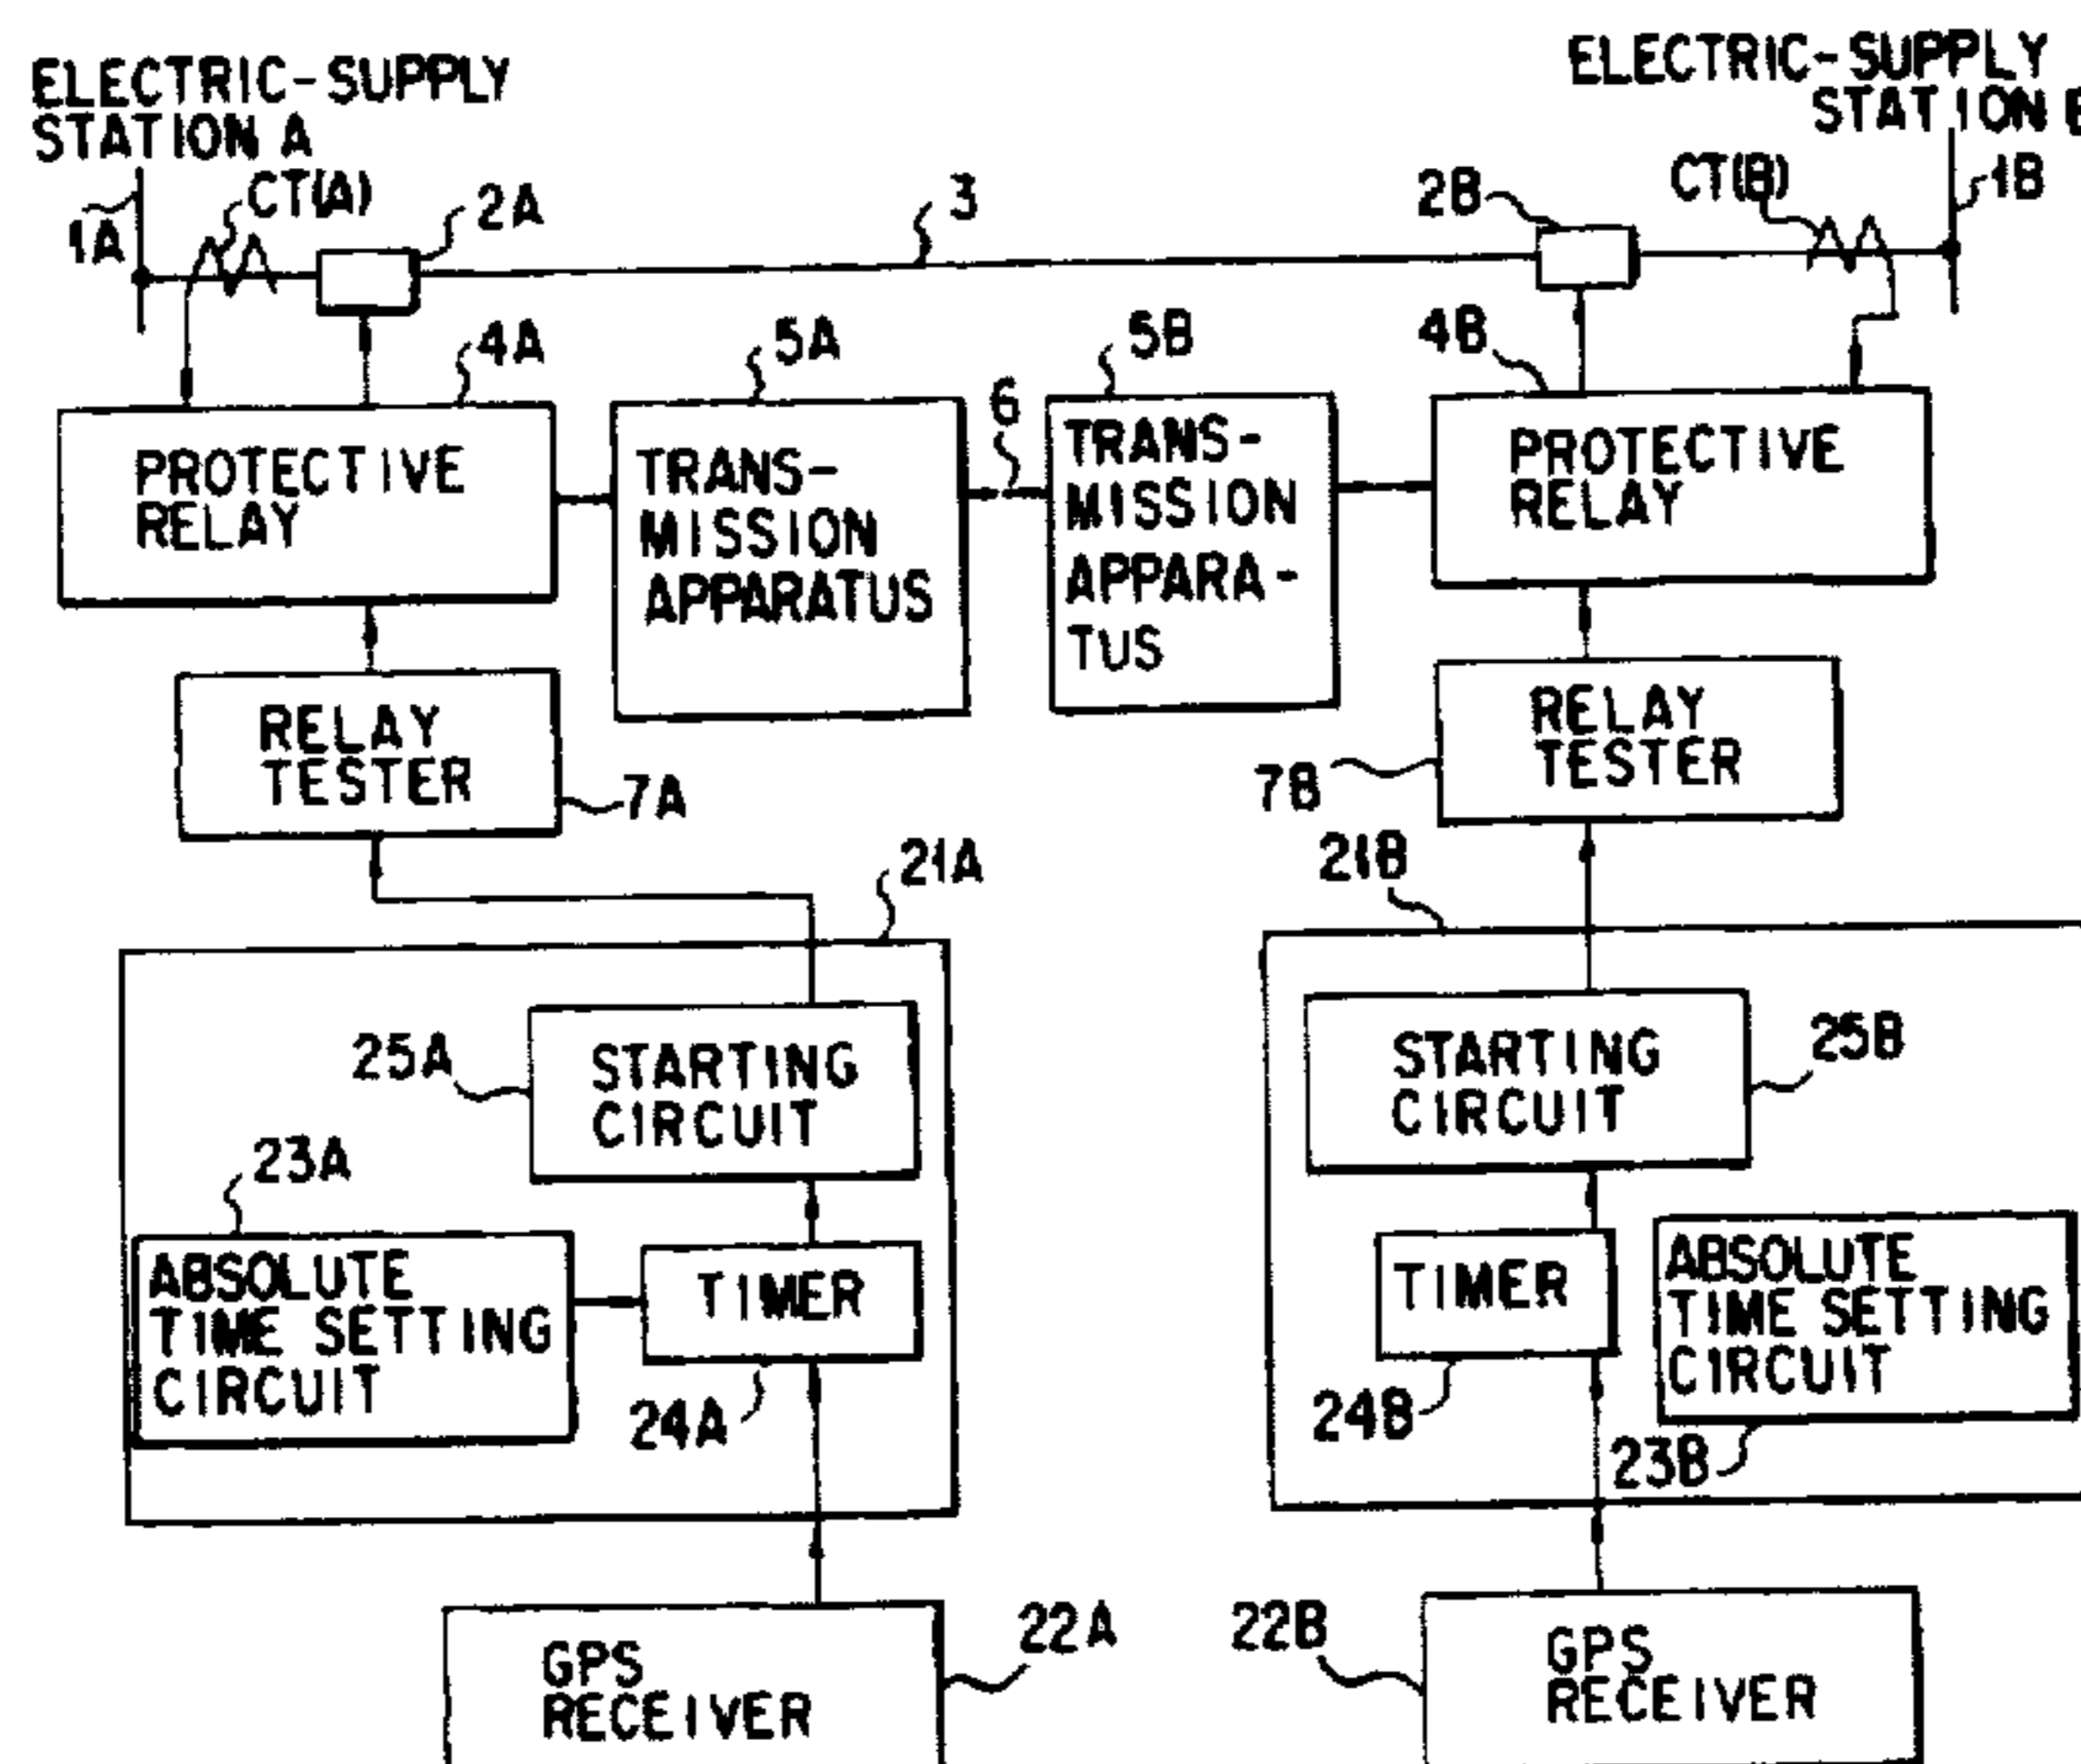 ELECTRIC-SUPPLY
STATION A
ELECTRIC-SUPPLY
STATION
1A
CT(A)
2A
3
2B
CT(B)
1B
4A
5A
6
5B
4B
PROTECTIVE
RELAY
TRANS-
MISSION
APPARATUS
TRANS-
MISSION
APPARA-
TUS
PROTECTIVE
RELAY
RELAY
TESTER
7A
7B
RELAY
TESTER
21A
21B
25A
STARTING
CIRCUIT
STARTING
CIRCUIT
25B
23A
ABSOLUTE
TIME SETTING
CIRCUIT
TIMER
24A
TIMER
24B
ABSOLUTE
TIME SETTING
CIRCUIT
23B
GPS
RECEIVER
22A
22B
GPS
RECEIVER